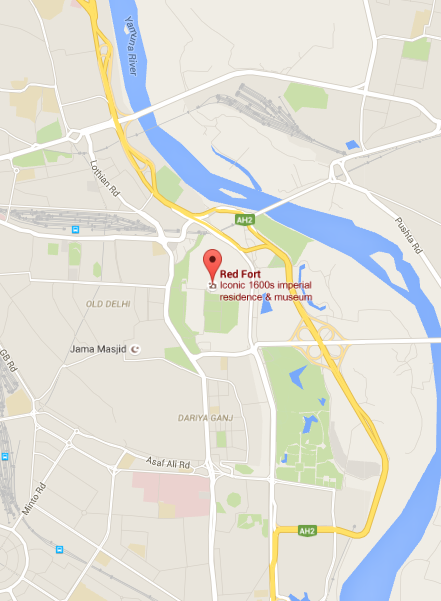 Yamuna River
Lothian Rd
Pushta Rd
AH2
Red Fort
Iconic 1600s imperial
residence & museum
OLD DELHI
Jama Masjid
GB Rd
DARIYA GANJ
Asaf Ali Rd
Minto Rd
AH2